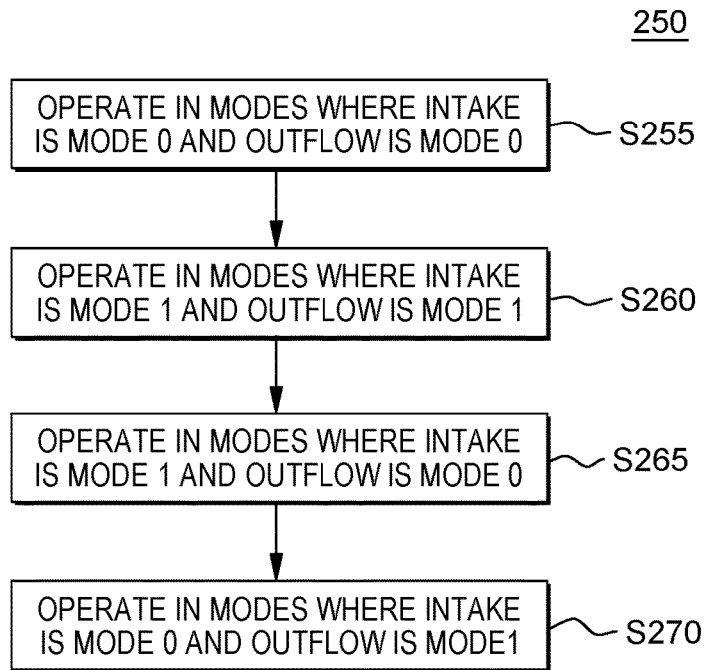 250
OPERATE IN MODES WHERE INTAKE
IS MODE 0 AND OUTFLOW IS MODE 0
S255
OPERATE IN MODES WHERE INTAKE
IS MODE 1 AND OUTFLOW IS MODE 1
S260
OPERATE IN MODES WHERE INTAKE
IS MODE 1 AND OUTFLOW IS MODE 0
S265
OPERATE IN MODES WHERE INTAKE
IS MODE 0 AND OUTFLOW IS MODE1
S270